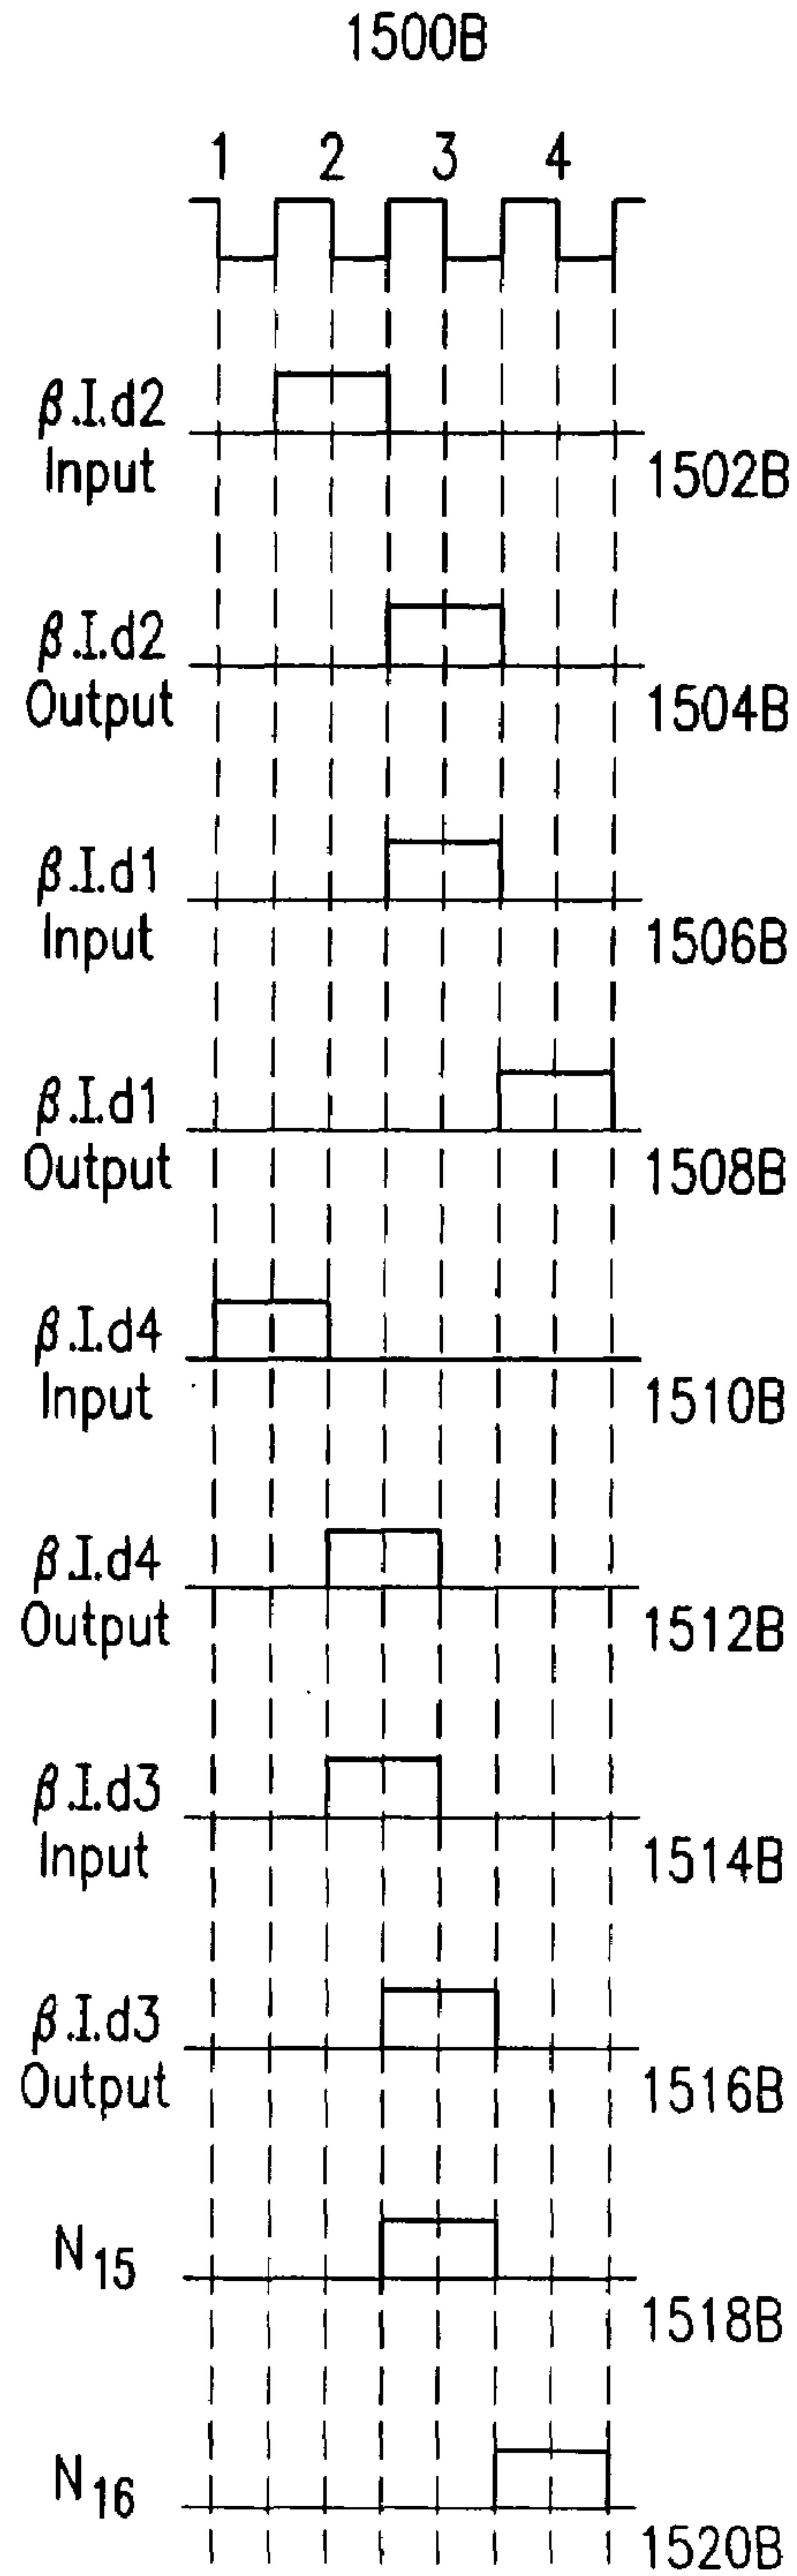 1500B
1 2 3 4
β.I.d2
Input
1502B
β.I.d2
Output
1504B
β.I.d1
Input
1506B
β.I.d1
Output
1508B
β.I.d4
Input
1510B
β.I.d4
Output
1512B
β.I.d3
Input
1514B
β.I.d3
Output
1516B
N15
1518B
N16
1520B